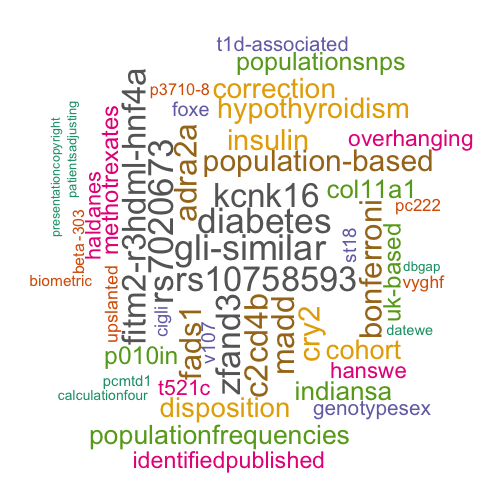 t1d-associated
populationsnps
p3710-8
correction
foxe
hypothyroidism
insulin
overhanging
population-based
presentationcopyright
patientsadjusting
haldanes
methotrexates
fitm2-r3hdml-hnf4a
rs7020673
adra2a
kcnk16
col11a1
pc222
diabetes
gli-similar
st18
bonferroni
uk-based
dbgap
vyghf
beta-303
biometric
rs10758593
upslanted
cigli
v107
fads1
zfand3
c2cd4b
madd
cry2
datewe
p010in
cohort
hanswe
pcmtd1
calculationfour
t521c
indiansa
disposition
genotypesex
populationfrequencies
identifiedpublished